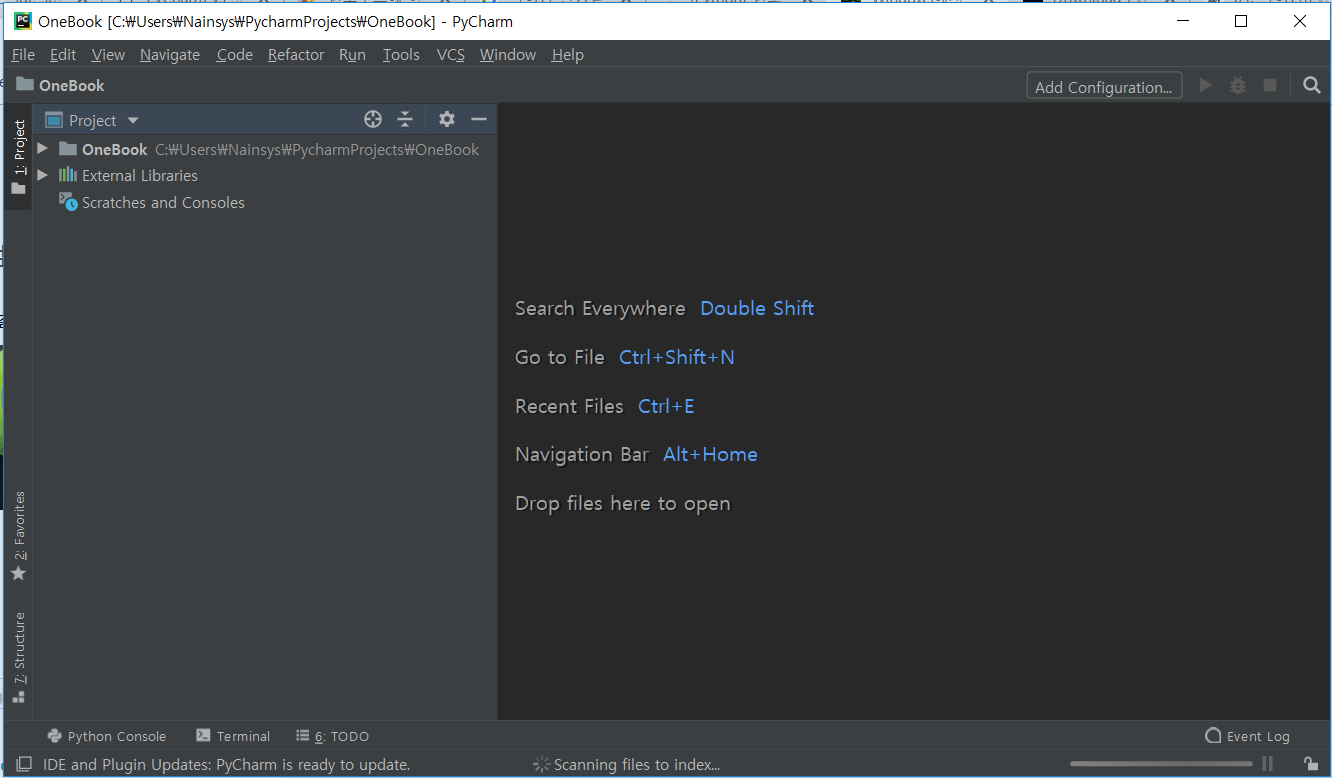 OneBook [C:₩Users₩Nainsys₩PycharmProjects₩OneBook] - PyCharm
File Edit View Navigate Code Refactor Run Tools VCS Window Help
OneBook Add Configuration...
1: Project
Project
OneBook C:₩Users₩Nainsys₩PycharmProjects₩OneBook
External Libraries
Scratches and Consoles
Search Everywhere Double Shift
Go to File Ctrl+Shift+N
Recent Files Ctrl+E
Navigation Bar Alt+Home
Drop files here to open
2: Favorites
7: Structure
Python Console Terminal 6: TODO Event Log
IDE and Plugin Updates: PyCharm is ready to update. Scanning files to index...